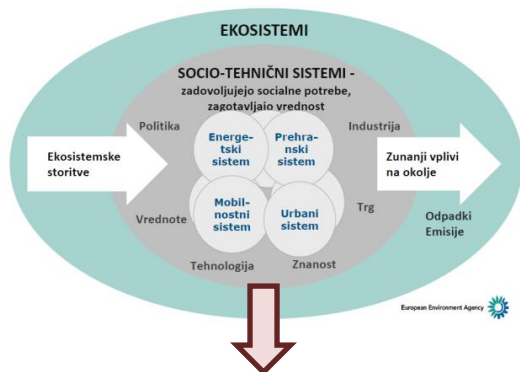 EKOSISTEMI
SOCIO-TEHNIČNI SISTEMI -
zadovoljujejo socialne potrebe,
zagotavljaio vrednost
Politika
Industrija
Energe-
tski
sistem
Prehra-
nski
sistem
Ekosistemske
storitve
Zunanji vplivi
na okolje
Mobil-
nostni
sistem
Urbani
sistem
Vrednote
Trg
Odpadki
Emisije
Tehnologija
Znanost
European Environment Agency